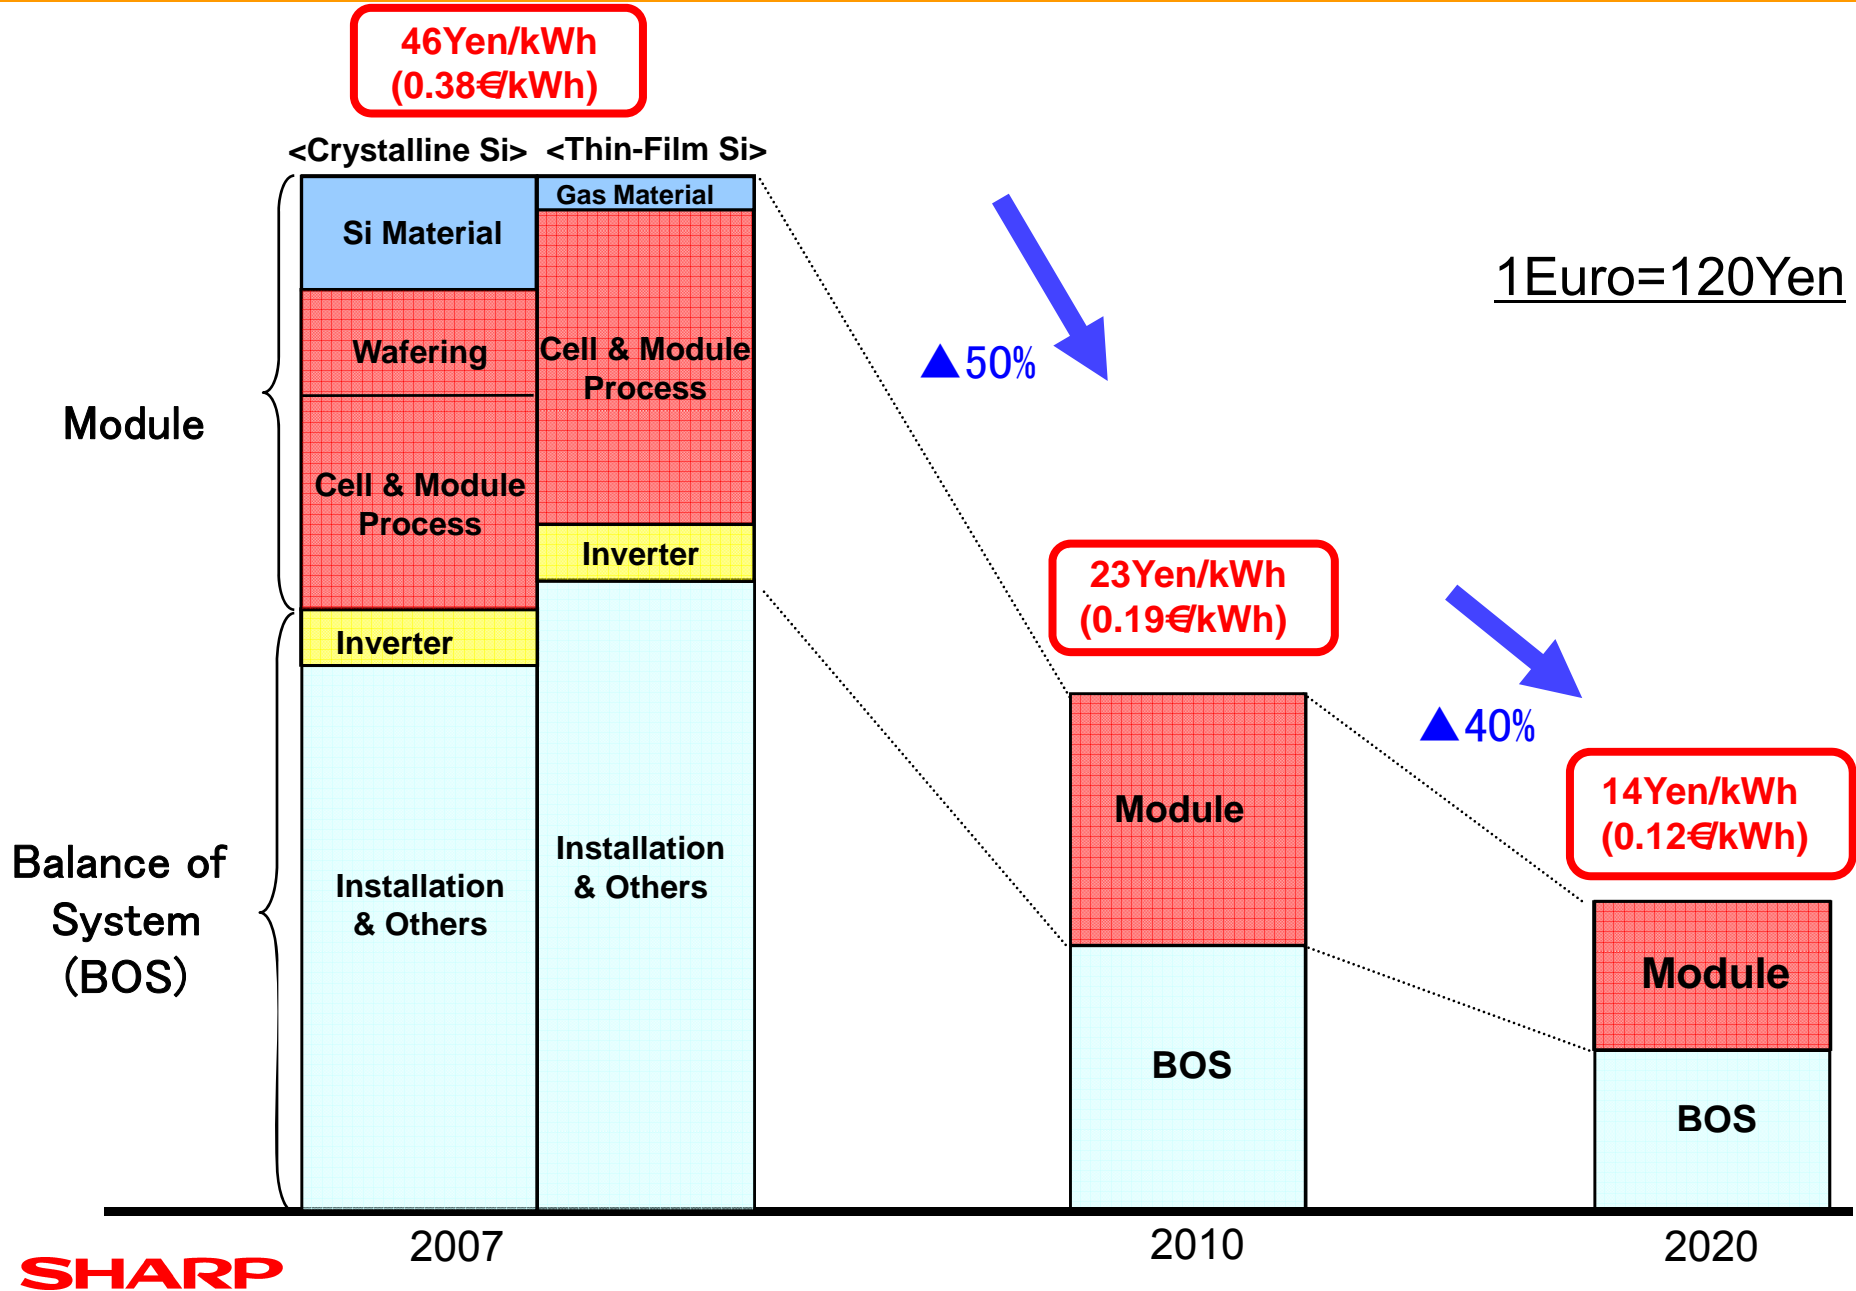 46Yen/kWh
(0.38€/kWh)
<Crystalline Si> <Thin-Film Si>
Si Material
Wafering
Cell & Module
Process
Inverter
Installation
& Others
Gas Material
Cell & Module
Process
Inverter
Installation
& Others
Module
Balance of
System
(BOS)
▲50%
1Euro=120Yen
23Yen/kWh
(0.19€/kWh)
Module
BOS
▲40%
14Yen/kWh
(0.12€/kWh)
Module
BOS
2007
2010
2020
SHARP